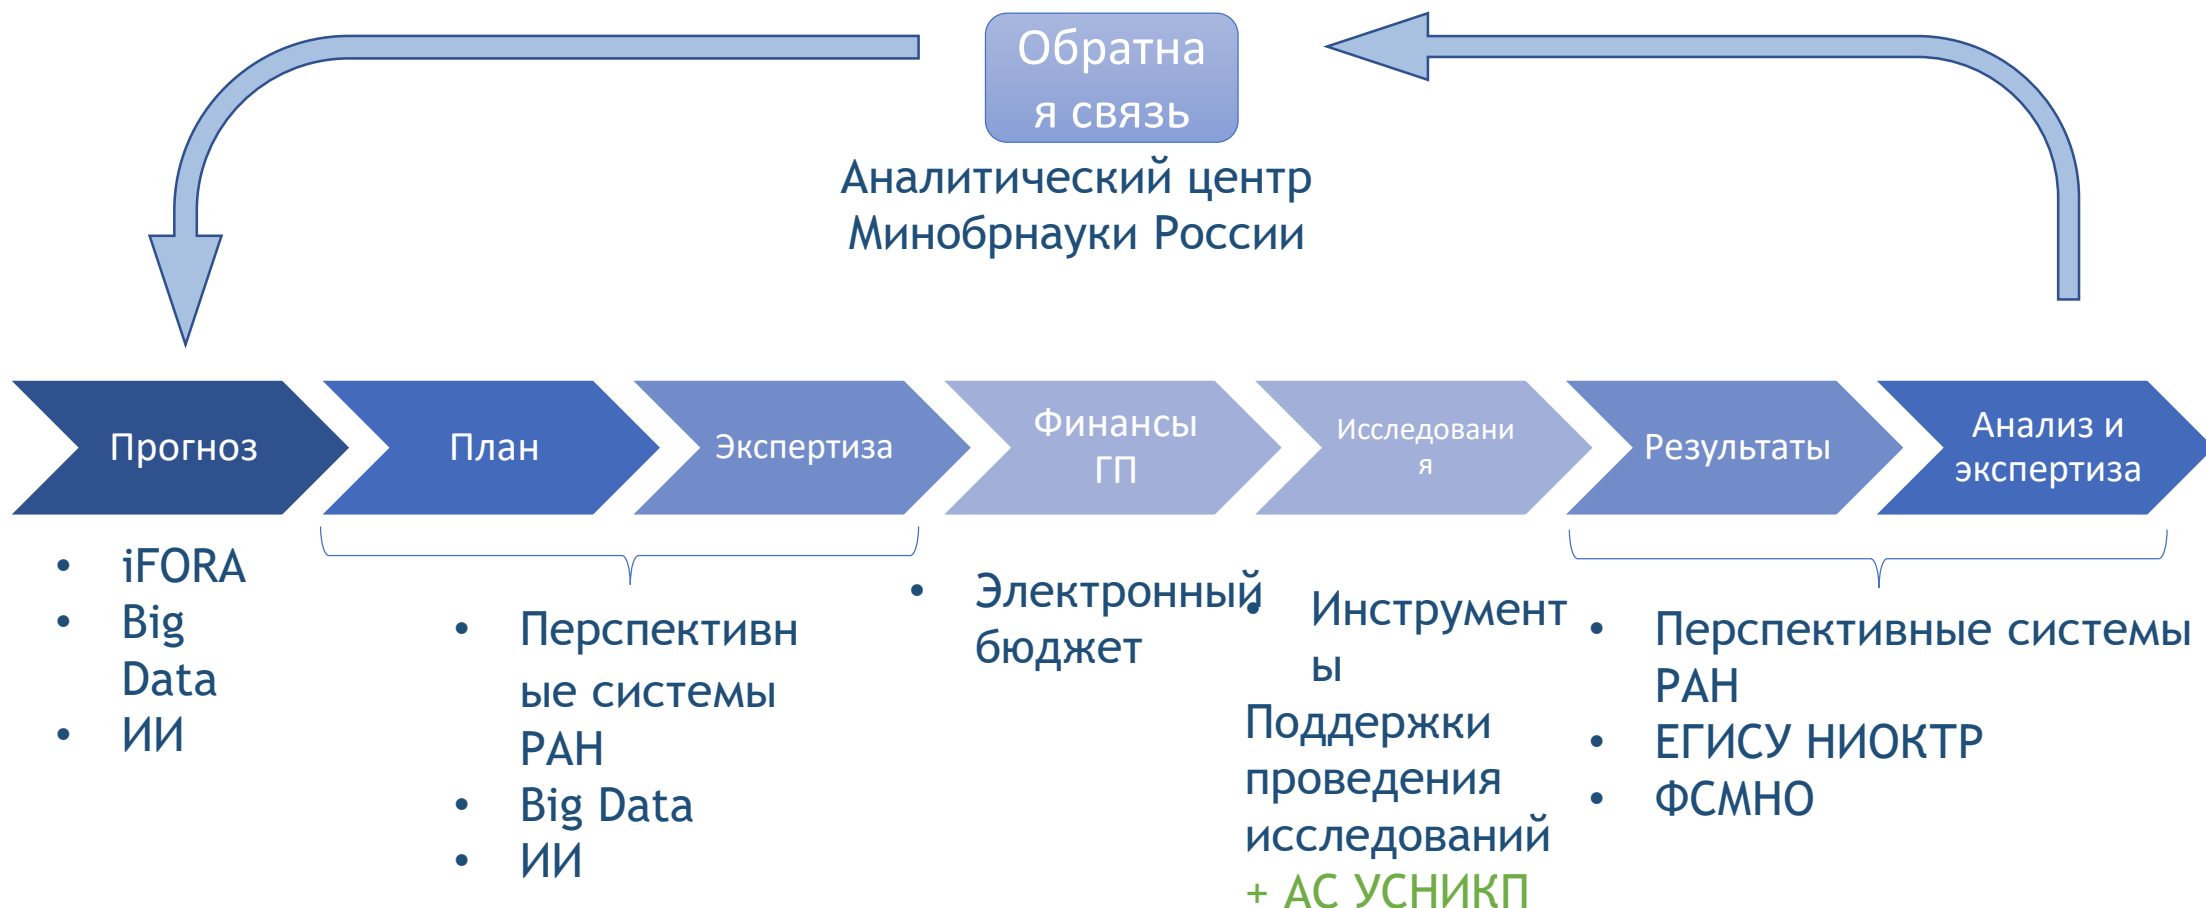 Обратна
я связь
Аналитический центр
Минобрнауки России
Прогноз
План
Экспертиза
Финансы
ГП
Исследовани
я
Результаты
Анализ и
экспертиза
• iFORA
• Big
Data
• ИИ
• Перспективн
ые системы
РАН
• Big Data
• ИИ
• Электронный
бюджет
• Инструмент
ы
Поддержки
проведения
исследований
+ АС УСНИКП
• Перспективные системы
РАН
• ЕГИСУ НИОКТР
• ФСМНО